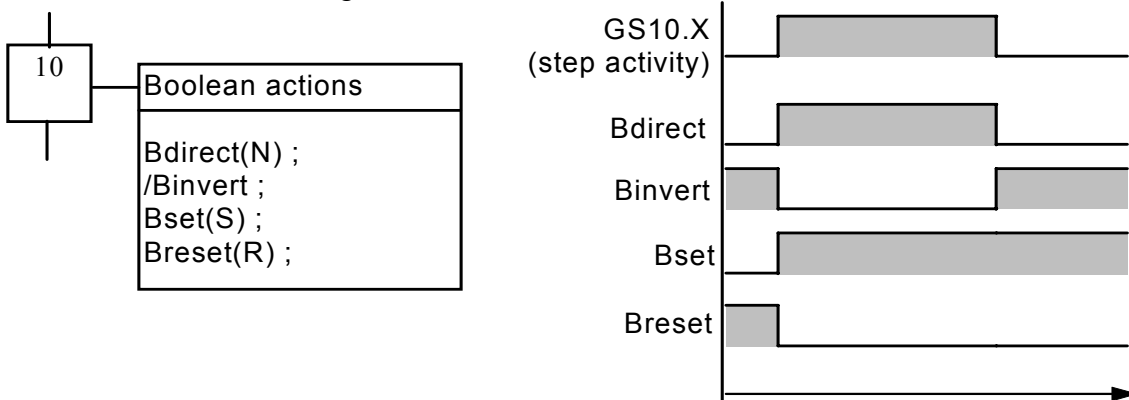 10
Boolean actions
Bdirect(N) ;
/Binvert ;
Bset(S) ;
Breset(R) ;
GS10.X
(step activity)
Bdirect
Binvert
Bset
Breset